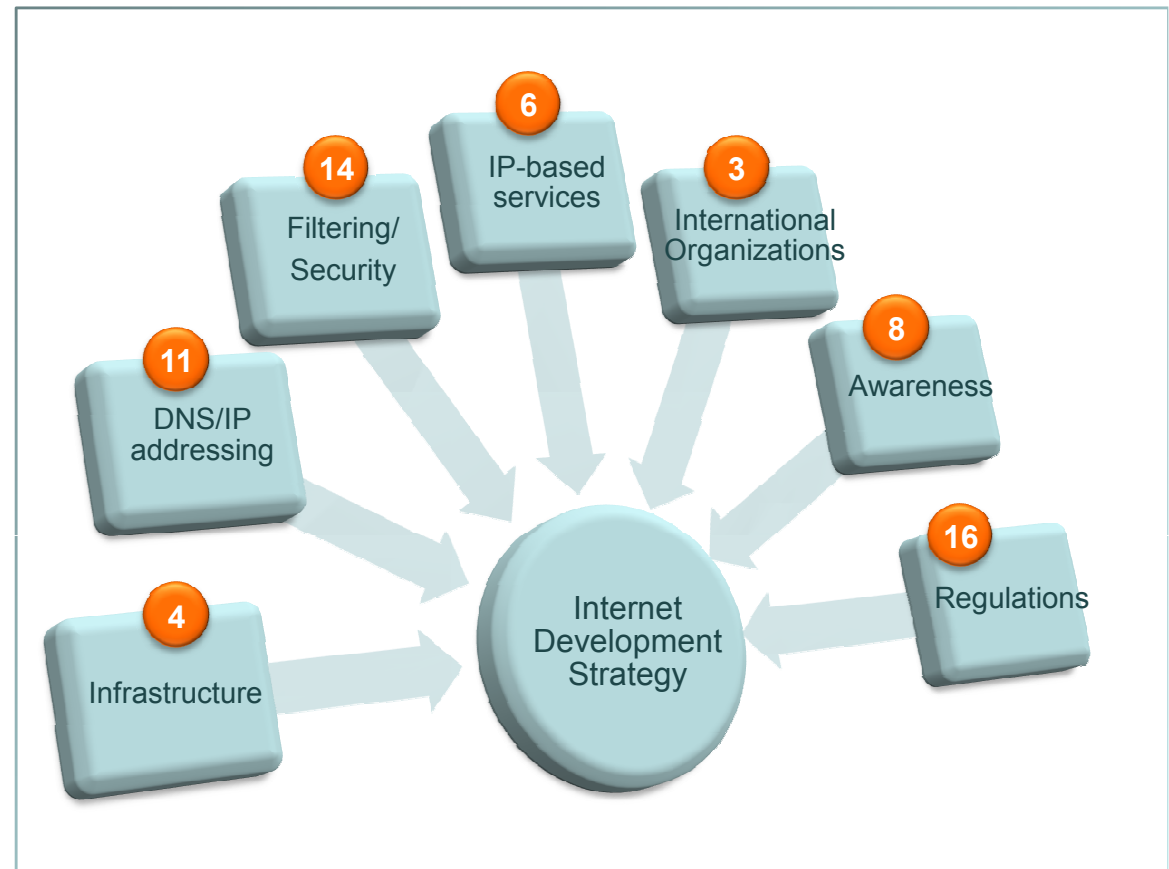 6
IP-based
services
3
International
Organizations
14
Filtering/
Security
8
Awareness
11
DNS/IP
addressing
16
Regulations
4
Infrastructure
Internet
Development
Strategy